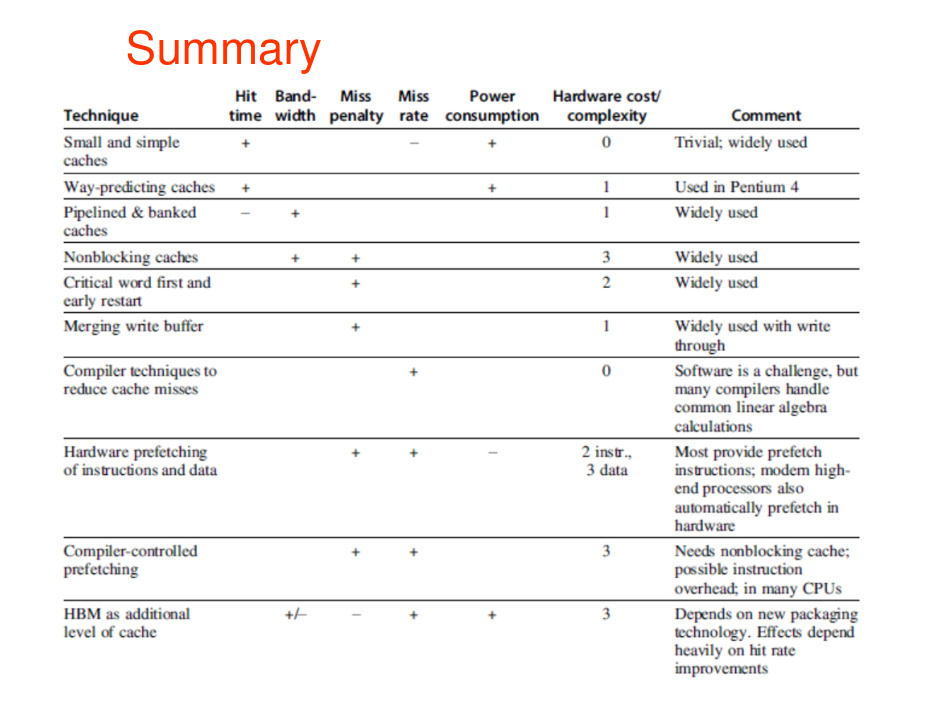 Summary
Hit Band- Miss Miss Power Hardware cost/
Technique time width penalty rate consumption complexity Comment
Small and simple + – + 0 Trivial; widely used
caches
Way-predicting caches + + 1 Used in Pentium 4
Pipelined & banked – + 1 Widely used
caches
Nonblocking caches + + 3 Widely used
Critical word first and + 2 Widely used
early restart
Merging write buffer + 1 Widely used with write
through
Compiler techniques to + 0 Software is a challenge, but
reduce cache misses many compilers handle
common linear algebra
calculations
Hardware prefetching + + – 2 instr., Most provide prefetch
of instructions and data 3 data instructions; modern high-
end processors also
automatically prefetch in
hardware
Compiler-controlled + + 3 Needs nonblocking cache;
prefetching possible instruction
overhead; in many CPUs
HBM as additional +/– – + + 3 Depends on new packaging
level of cache technology. Effects depend
heavily on hit rate
improvements